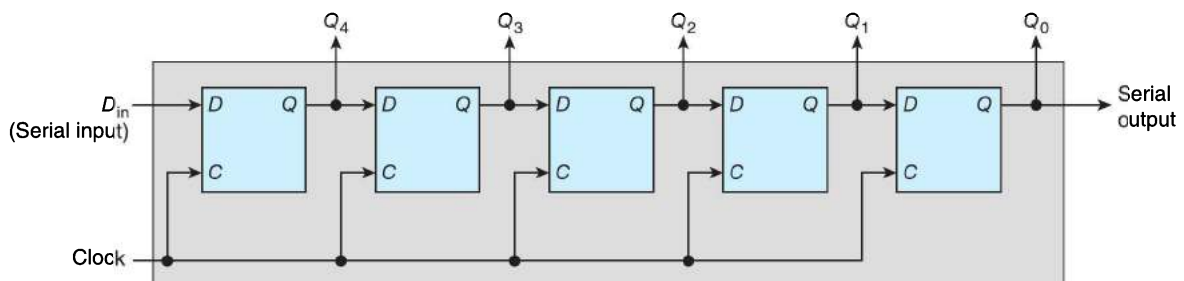 Q4 Q3 Q2 Q1 Q0
Din D Q D Q D Q D Q D Q Serial
(Serial input) output
C C C C C
Clock